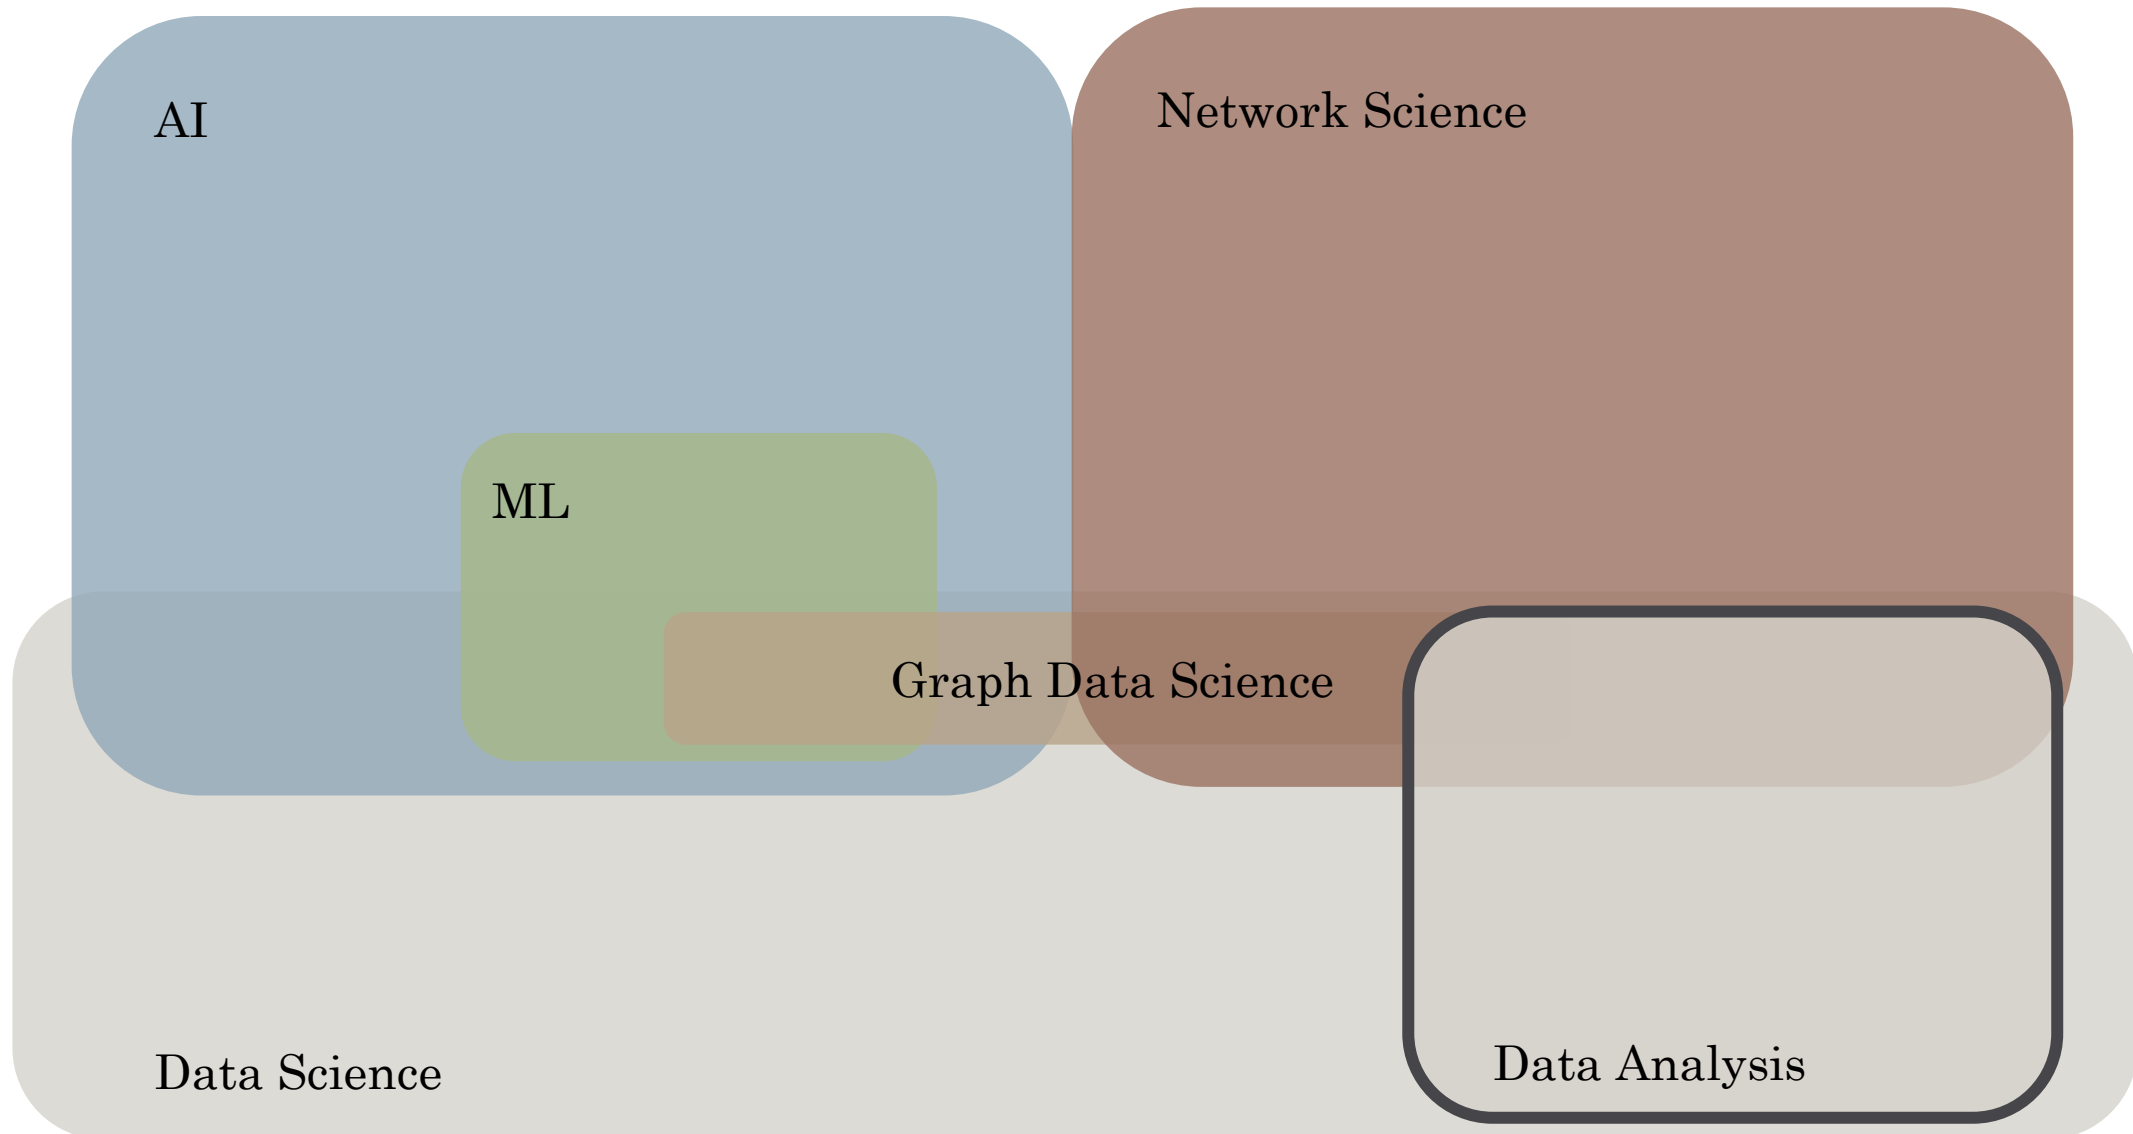 AI
Network Science
ML
Graph Data Science
Data Science
Data Analysis